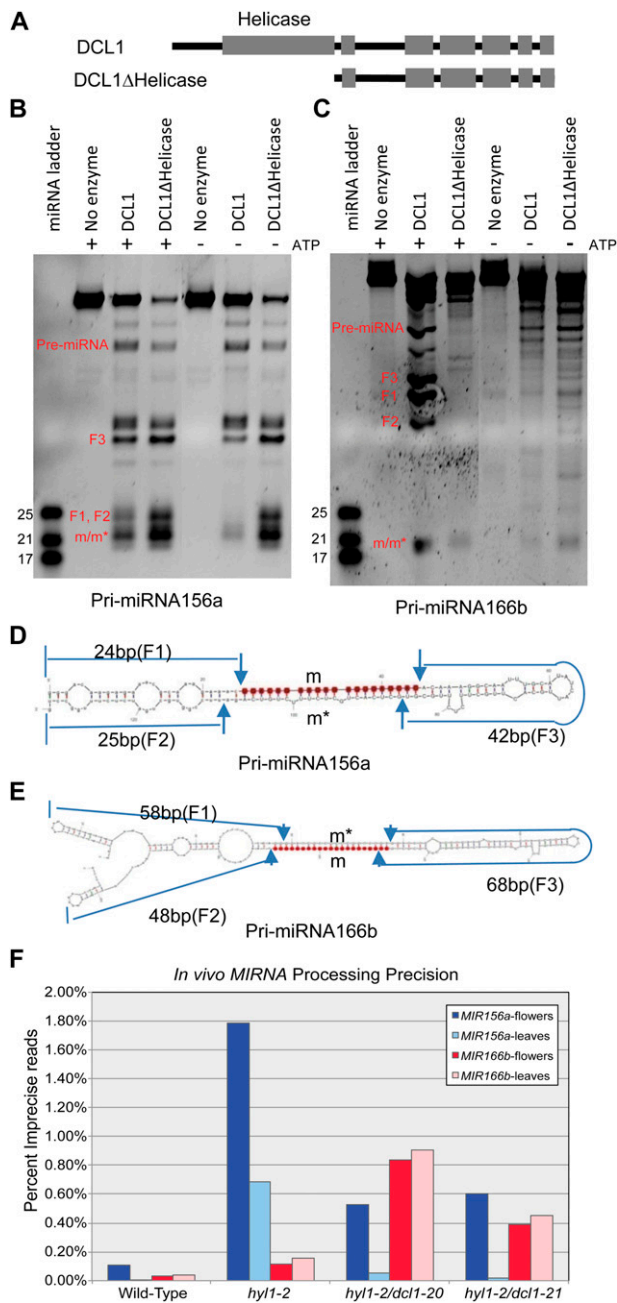 A
Helicase
DCL1
DCL1ΔHelicase
B
miRNA ladder
No enzyme
DCL1
DCL1ΔHelicase
No enzyme
DCL1
DCL1ΔHelicase
+ + + - - - ATP
Pre-miRNA
F3
25
F1, F2
21
m/m*
17
Pri-miRNA156a
C
miRNA ladder
No enzyme
DCL1
DCL1ΔHelicase
No enzyme
DCL1
DCL1ΔHelicase
+ + + - - - ATP
Pre-miRNA
F3
F1
F2
25
21
m/m*
17
Pri-miRNA166b
D
24bp(F1)
m
m*
25bp(F2)
42bp(F3)
Pri-miRNA156a
E
58bp(F1)
m*
m
48bp(F2)
68bp(F3)
Pri-miRNA166b
F
In vivo MIRNA Processing Precision
Percent Imprecise reads
2.00%
1.80%
1.60%
1.40%
1.20%
1.00%
0.80%
0.60%
0.40%
0.20%
0.00%
MIR156a-flowers
MIR156a-leaves
MIR166b-flowers
MIR166b-leaves
Wild-Type
hyl1-2
hyl1-2/dcl1-20
hyl1-2/dcl1-21